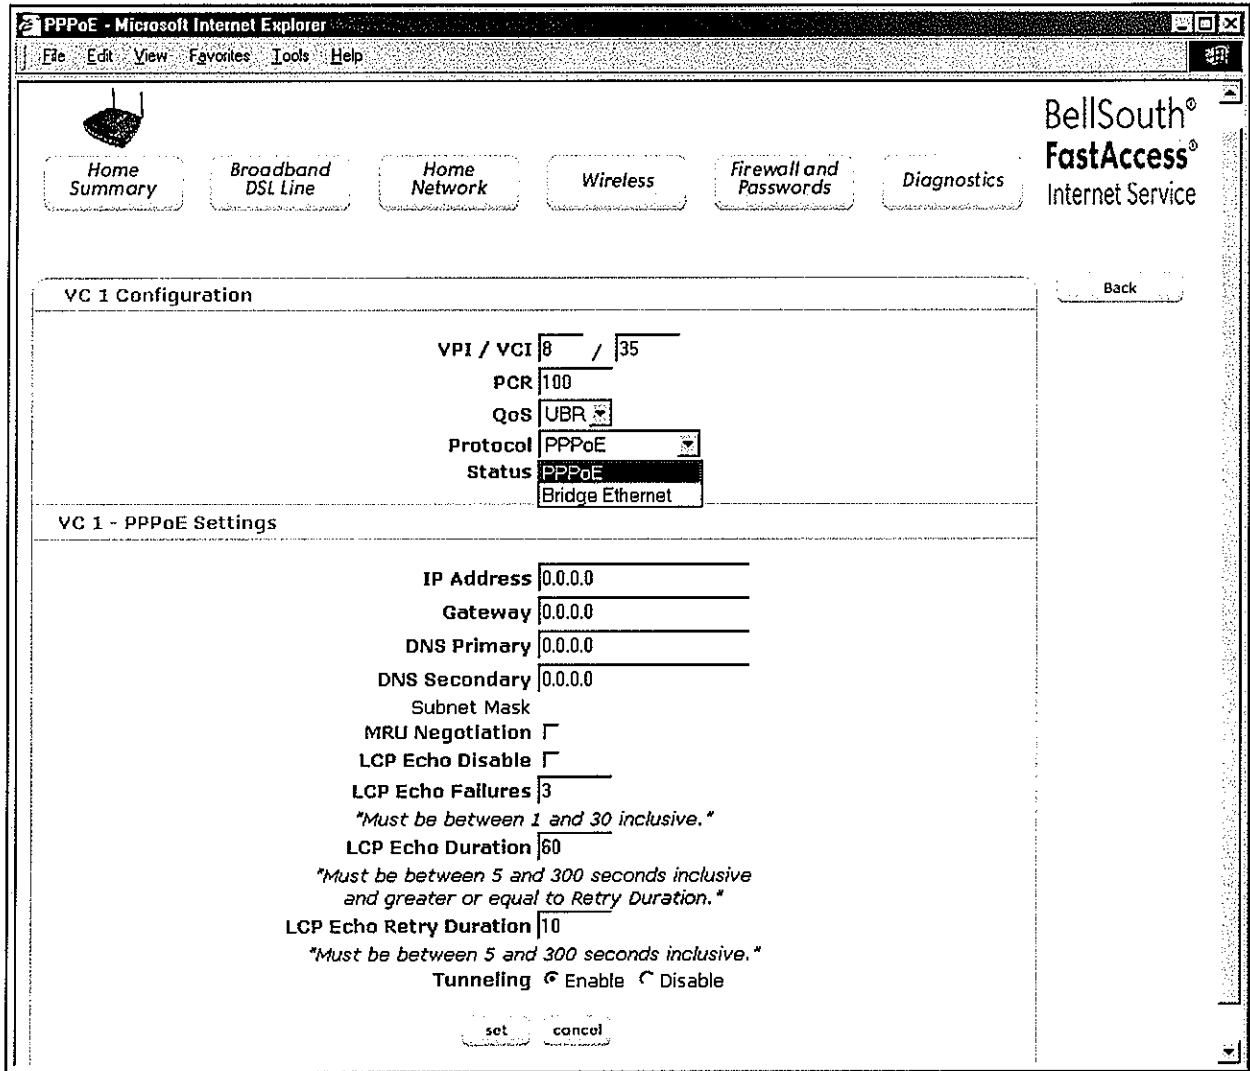 PPPoE - Microsoft Internet Explorer
File Edit View Favorites Tools Help
BellSouth®
FastAccess®
Internet Service
Home Summary
Broadband DSL Line
Home Network
Wireless
Firewall and Passwords
Diagnostics
Back
VC 1 Configuration
VPI / VCI 8 / 35
PCR 100
QoS UBR
Protocol PPPoE
Status PPPoE
Bridge Ethernet
VC 1 - PPPoE Settings
IP Address 0.0.0.0
Gateway 0.0.0.0
DNS Primary 0.0.0.0
DNS Secondary 0.0.0.0
Subnet Mask
MRU Negotiation
LCP Echo Disable
LCP Echo Failures 3
"Must be between 1 and 30 inclusive."
LCP Echo Duration 60
"Must be between 5 and 300 seconds inclusive
and greater or equal to Retry Duration."
LCP Echo Retry Duration 10
"Must be between 5 and 300 seconds inclusive."
Tunneling Enable Disable
set cancel